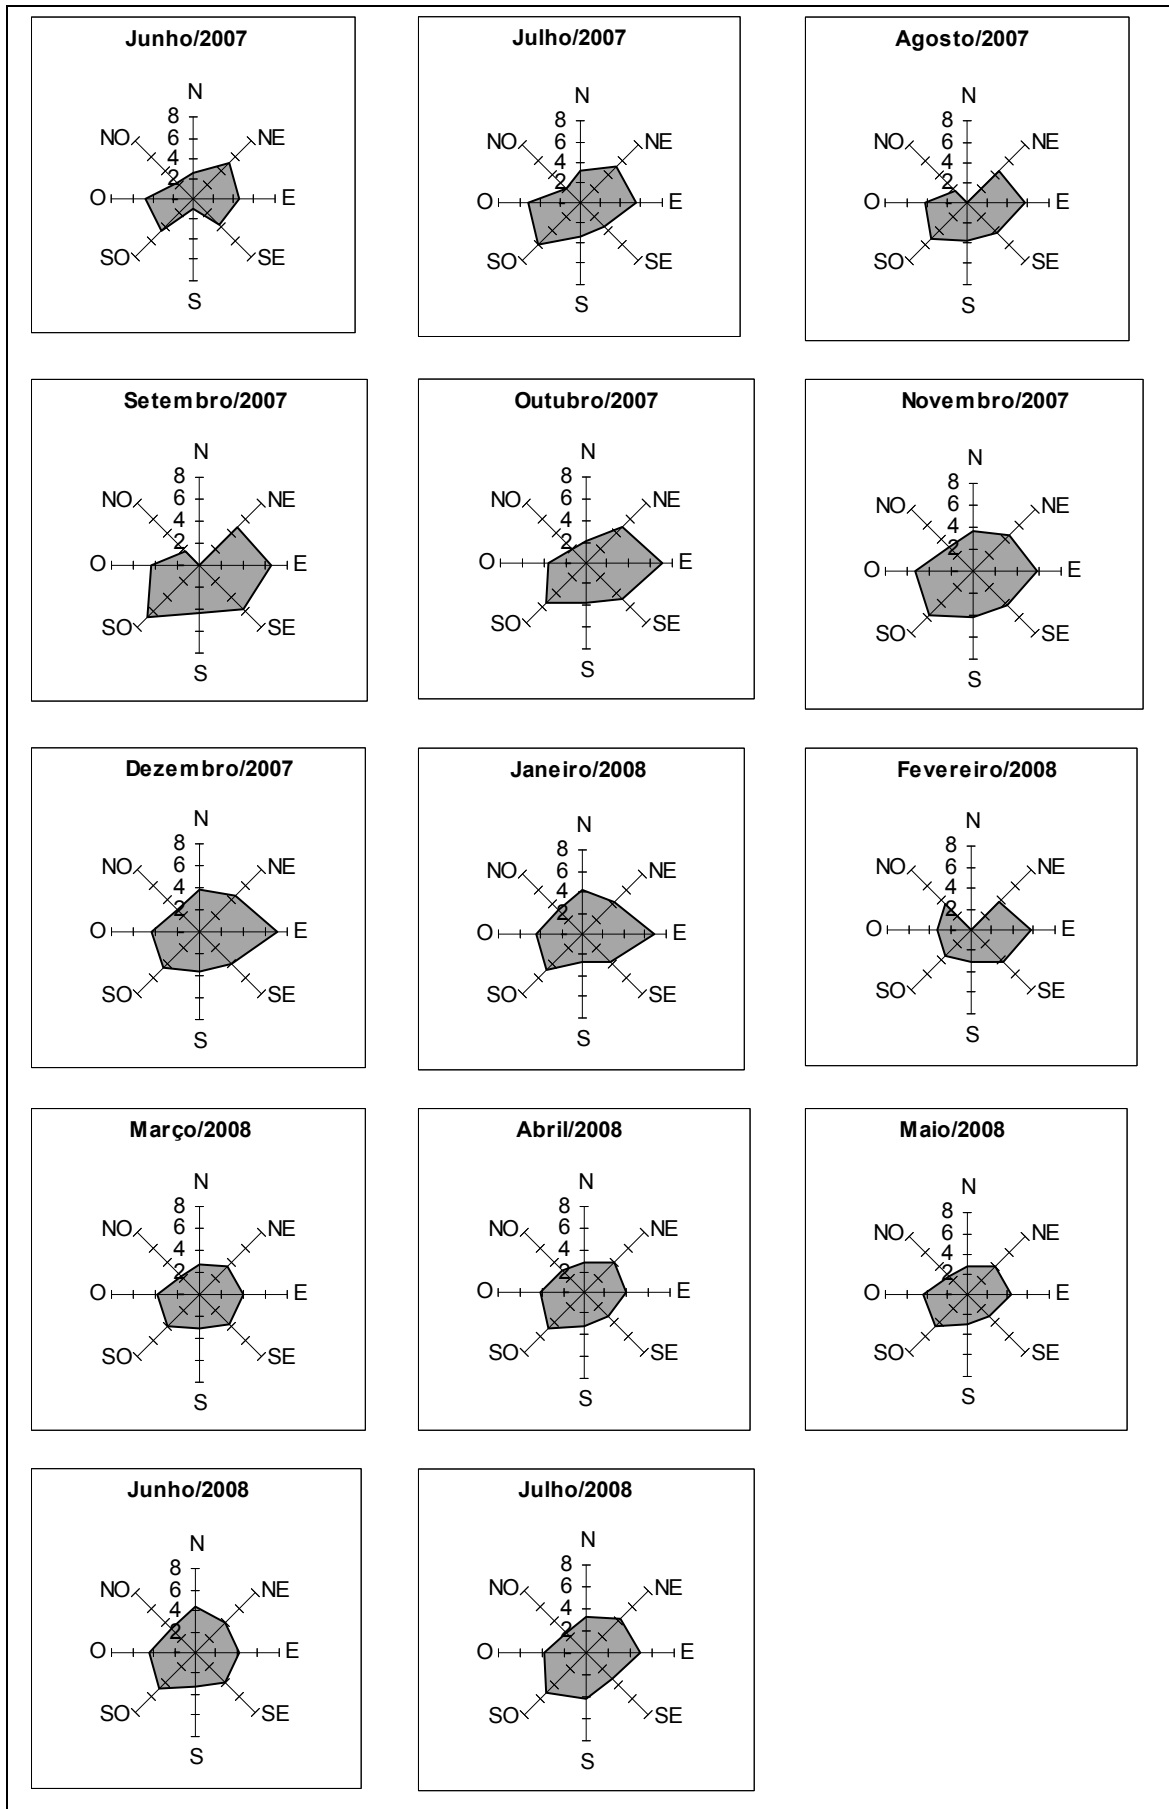 Junho/2007
N
8
NO NE
6
4
2
O E
SO SE
S
Julho/2007
N
8
NO NE
6
4
2
O E
SO SE
S
Agosto/2007
N
8
NO NE
6
4
2
O E
SO SE
S
Setembro/2007
N
8
NO NE
6
4
2
O E
SO SE
S
Outubro/2007
N
8
NO NE
6
4
2
O E
SO SE
S
Novembro/2007
N
8
NO NE
6
4
2
O E
SO SE
S
Dezembro/2007
N
8
NO NE
6
4
2
O E
SO SE
S
Janeiro/2008
N
8
NO NE
6
4
2
O E
SO SE
S
Fevereiro/2008
N
8
NO NE
6
4
2
O E
SO SE
S
Março/2008
N
8
NO NE
6
4
2
O E
SO SE
S
Abril/2008
N
8
NO NE
6
4
2
O E
SO SE
S
Maio/2008
N
8
NO NE
6
4
2
O E
SO SE
S
Junho/2008
N
8
NO NE
6
4
2
O E
SO SE
S
Julho/2008
N
8
NO NE
6
4
2
O E
SO SE
S